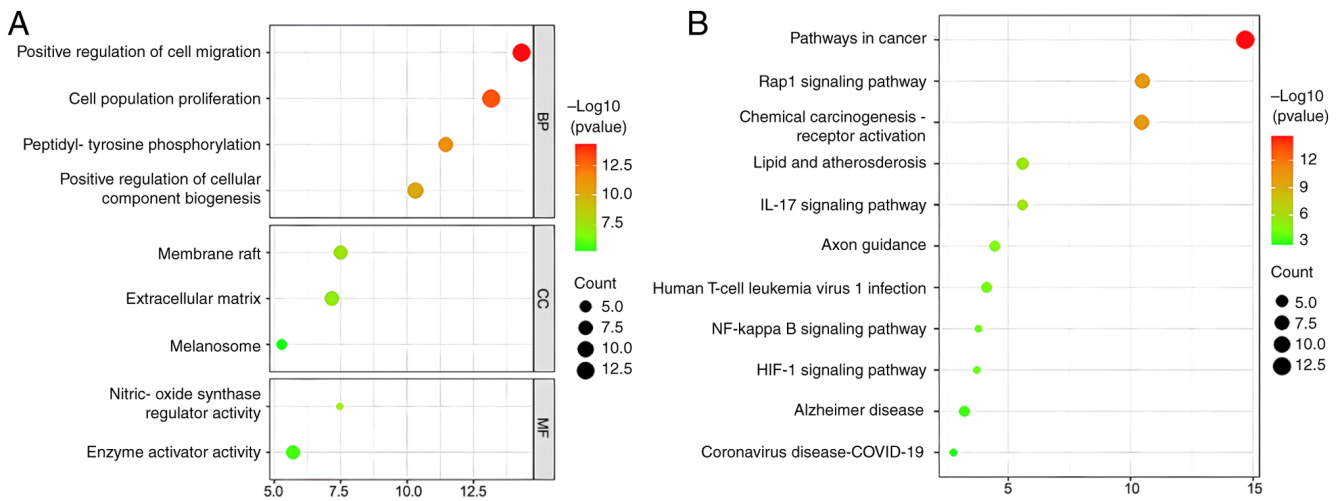 A
Positive regulation of cell migration
Cell population proliferation
Peptidyl- tyrosine phosphorylation
Positive regulation of cellular
component biogenesis
BP
Membrane raft
Extracellular matrix
Melanosome
CC
Nitric- oxide synthase
regulator activity
Enzyme activator activity
MF
5.0 7.5 10.0 12.5
–Log10
(pvalue)
12.5
10.0
7.5
Count
5.0
7.5
10.0
12.5
B
Pathways in cancer
Rap1 signaling pathway
Chemical carcinogenesis -
receptor activation
Lipid and atherosderosis
IL-17 signaling pathway
Axon guidance
Human T-cell leukemia virus 1 infection
NF-kappa B signaling pathway
HIF-1 signaling pathway
Alzheimer disease
Coronavirus disease-COVID-19
5 10 15
–Log10
(pvalue)
12
9
6
3
Count
5.0
7.5
10.0
12.5